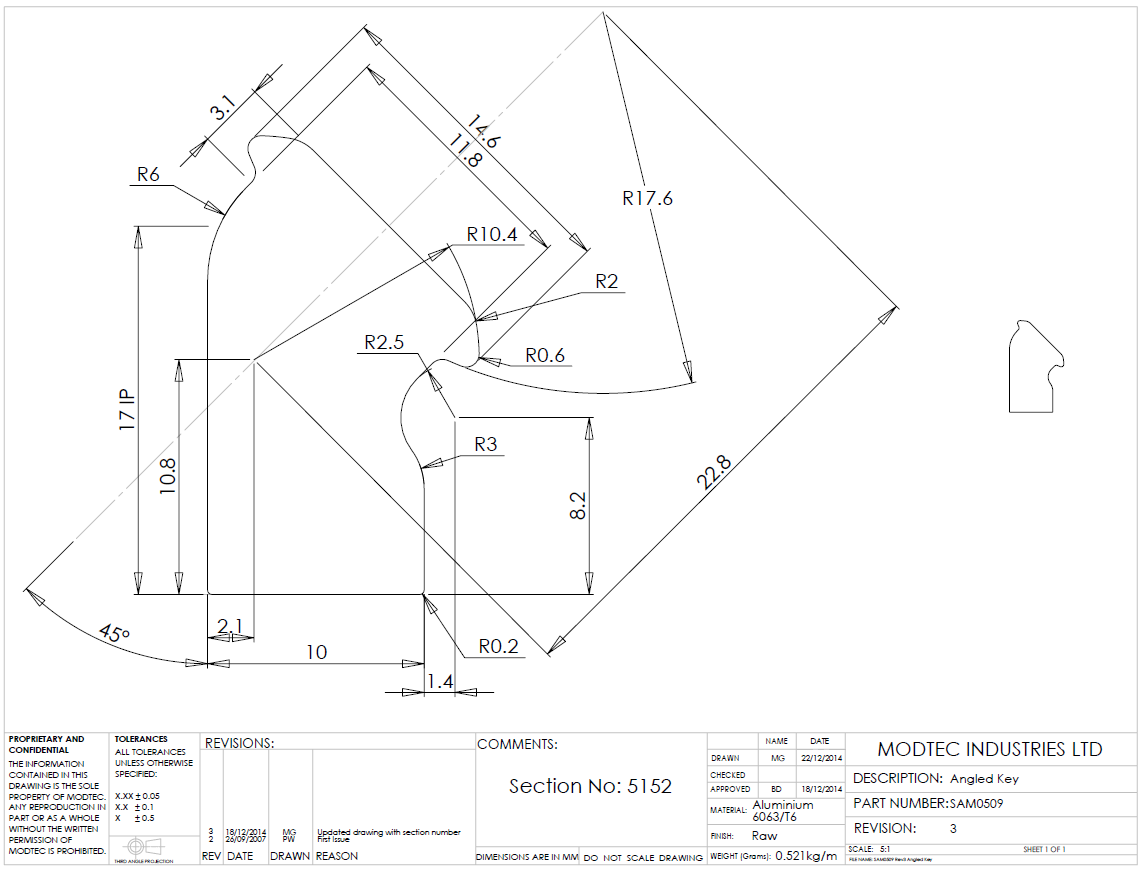 3.1
14.6
11.8
R6
R17.6
R10.4
R2
R2.5
R0.6
17 IP
R3
10.8
22.8
8.2
45°
2.1
10
R0.2
1.4
PROPRIETARY AND
CONFIDENTIAL
THE INFORMATION
CONTAINED IN THIS
DRAWING IS THE SOLE
PROPERTY OF MODTEC.
ANY REPRODUCTION IN
PART OR AS A WHOLE
WITHOUT THE WRITTEN
PERMISSION OF
MODTEC IS PROHIBITED.
TOLERANCES
ALL TOLERANCES
UNLESS OTHERWISE
SPECIFIED:
X.XX ± 0.05
X.X ± 0.1
X ± 0.5
THIRD ANGLE PROJECTION
REVISIONS:
3 18/12/2014 MG Updated drawing with section number
2 26/09/2007 PW First Issue
REV DATE DRAWN REASON
COMMENTS:
Section No: 5152
DIMENSIONS ARE IN MM DO NOT SCALE DRAWING
NAME DATE
DRAWN MG 22/12/2014
CHECKED
APPROVED BD 18/12/2014
MATERIAL: Aluminium
6063/T6
FINISH: Raw
WEIGHT (Grams): 0.521kg/m
MODTEC INDUSTRIES LTD
DESCRIPTION: Angled Key
PART NUMBER:SAM0509
REVISION: 3
SCALE: 5:1 SHEET 1 OF 1
FILE NAME: SAM0509 Rev3 Angled Key